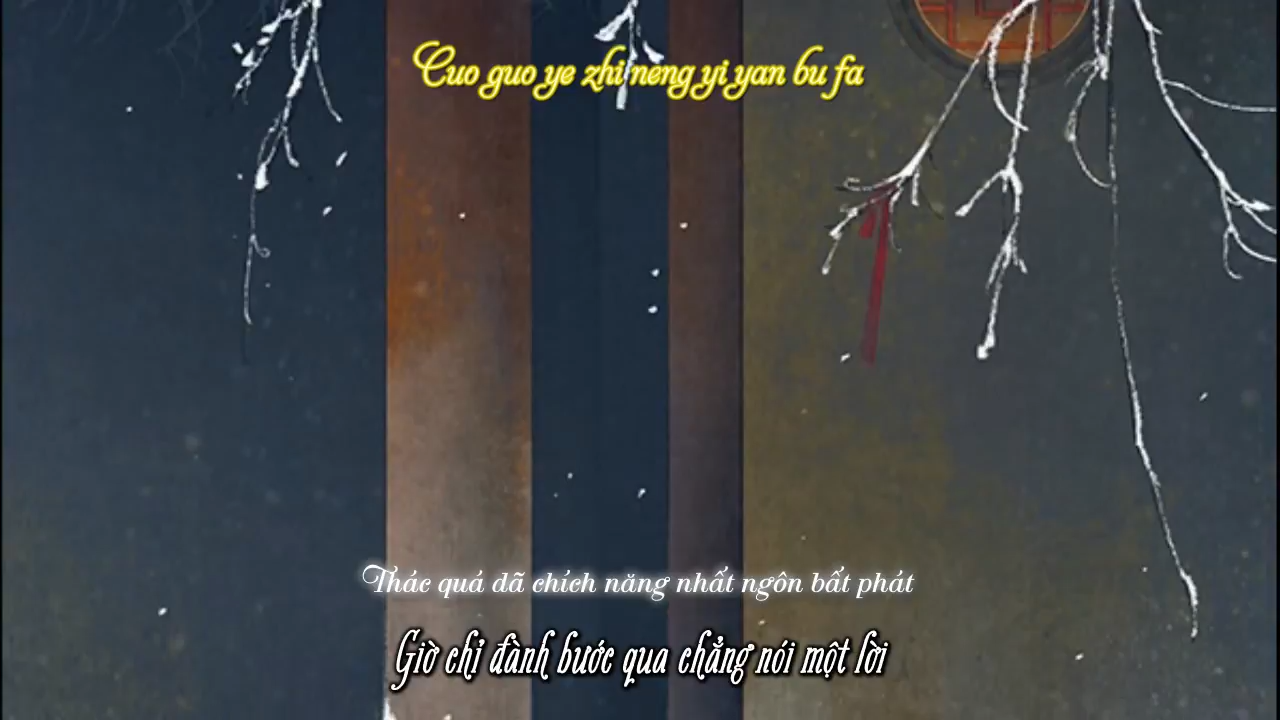 Cuo guo ye zhi neng yi yan bu fa
Thác quá dã chích năng nhất ngôn bất phát
Giờ chỉ đành bước qua chẳng nói một lời